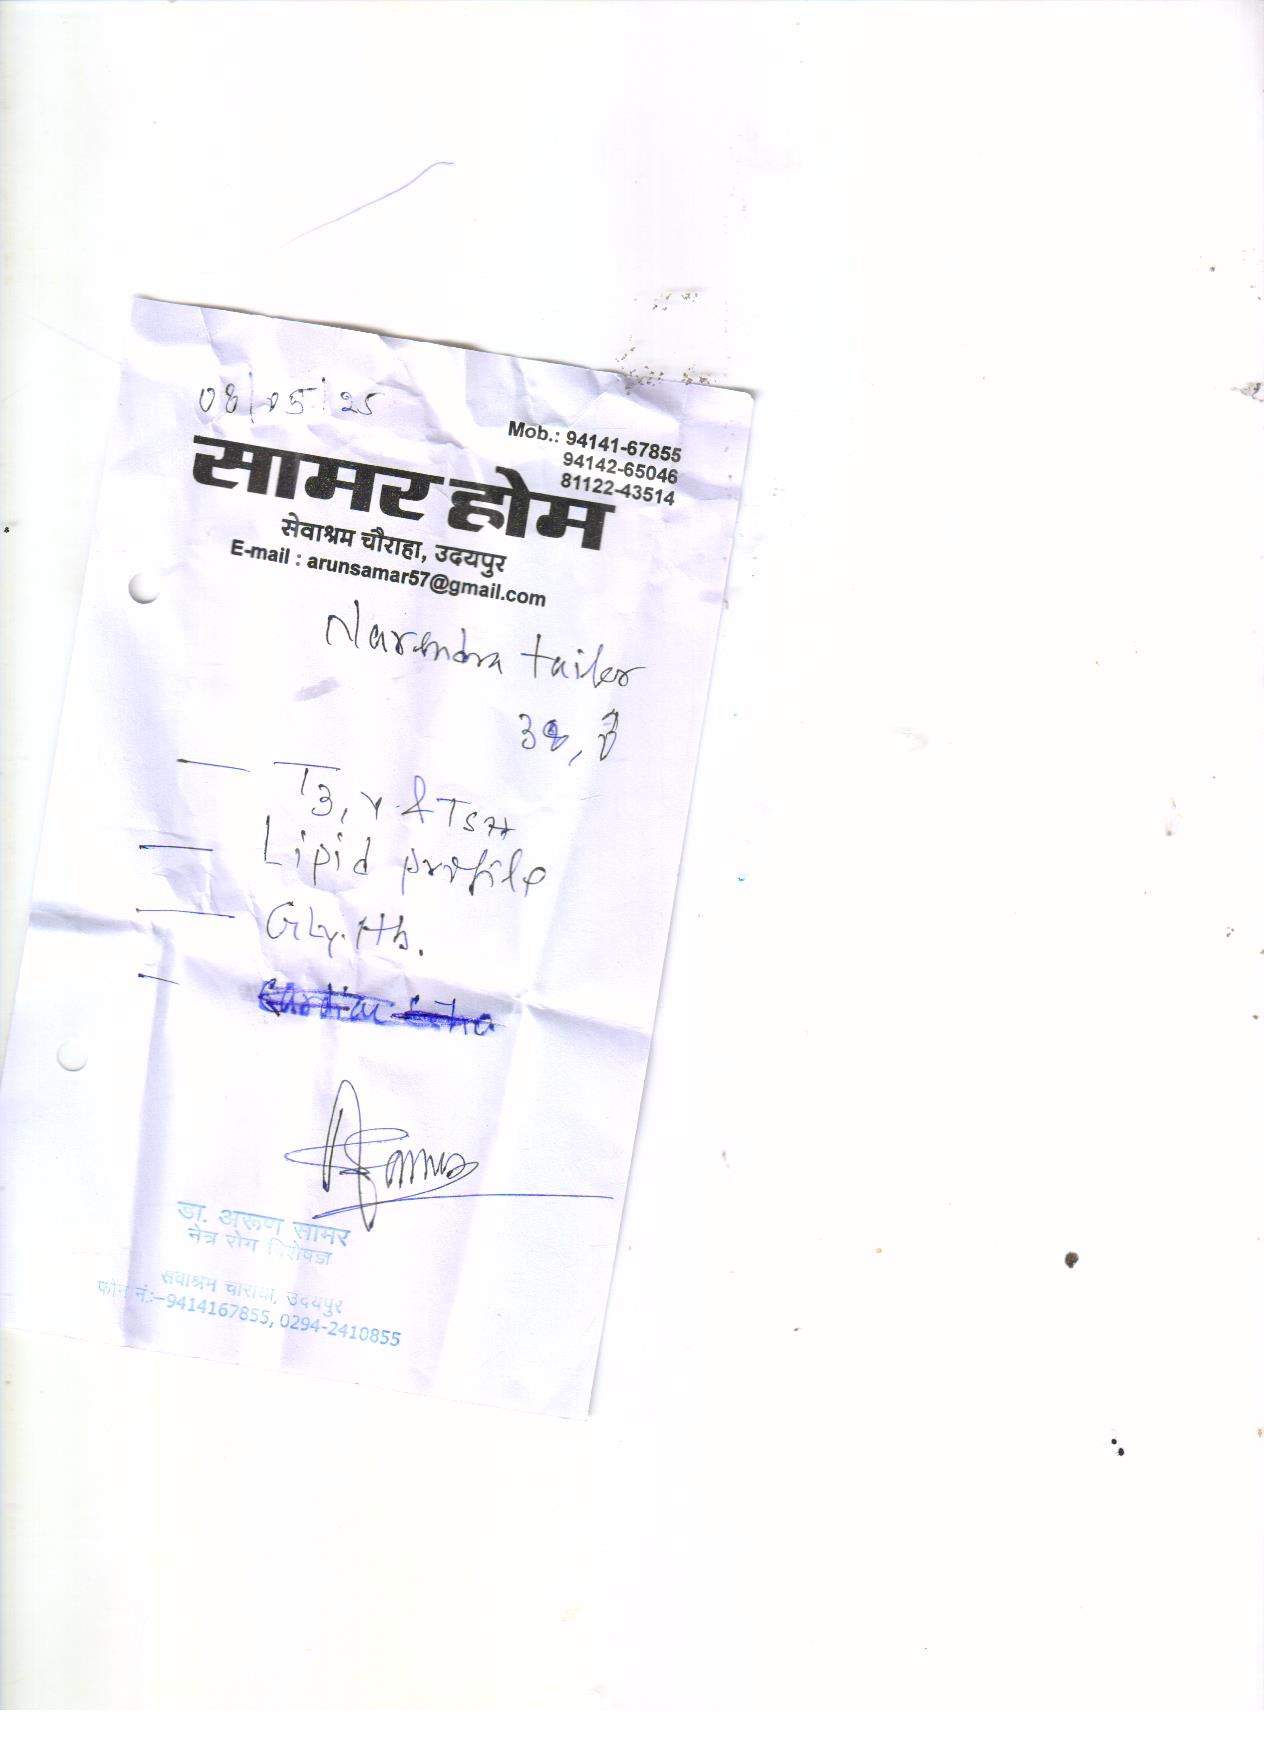 08/05/25
Mob.: 94141-67855
94142-65046
81122-43514
सामर होम
सेवाश्रम चौराहा, उदयपुर
E-mail : arunsamar57@gmail.com
Narendra tailor
38,
T3, 4 & TSH
Lipid profile
Gly. Hb.
डा. अरूण सामर
नेत्र रोग विशेषज्ञ
सेवाश्रम चौराया, उदयपुर
फोन नं.:-9414167855, 0294-2410855